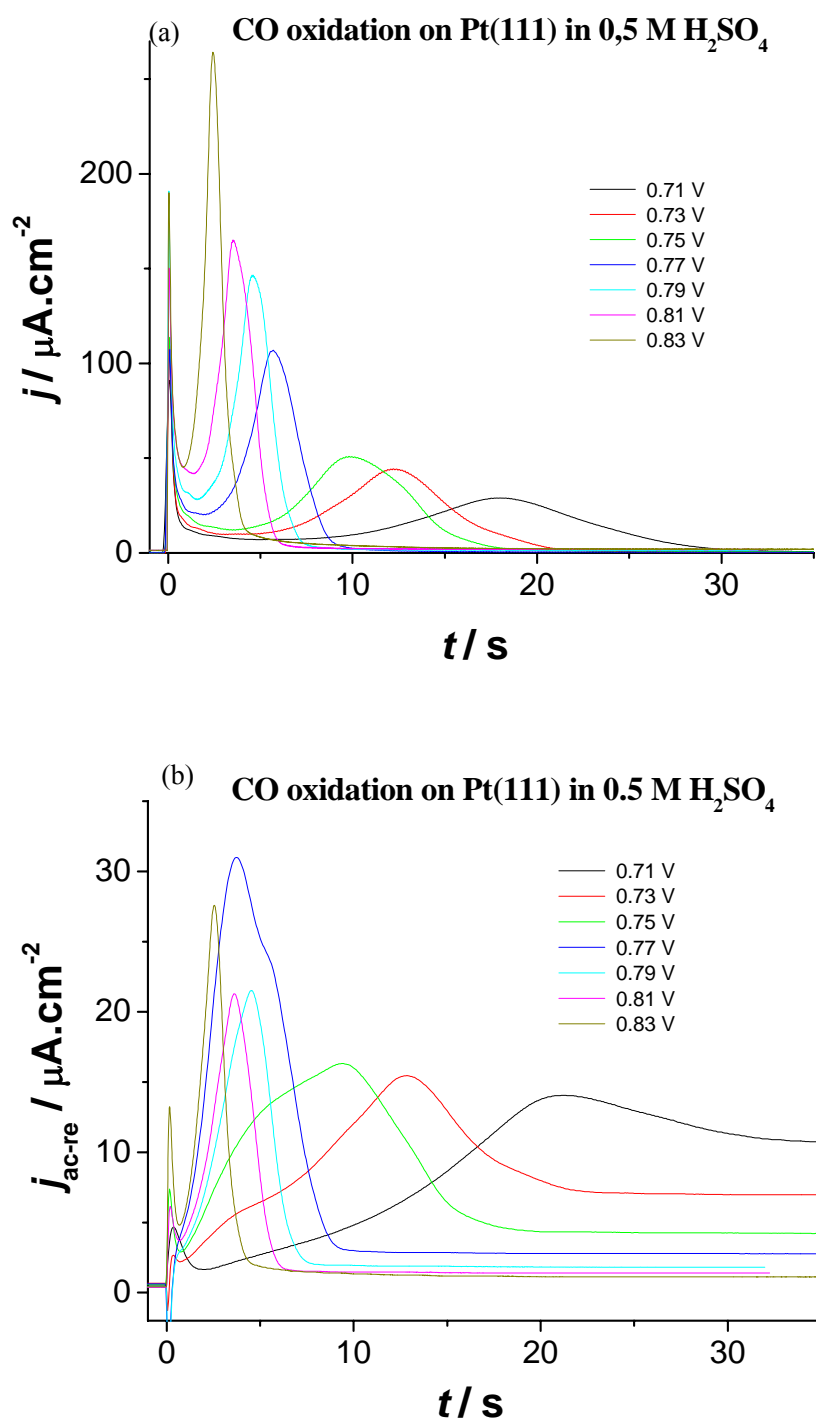 (a) CO oxidation on Pt(111) in 0,5 M H₂SO₄
200
100
0
j / μA.cm⁻²
0.71 V
0.73 V
0.75 V
0.77 V
0.79 V
0.81 V
0.83 V
0 10 20 30
t / s
(b) CO oxidation on Pt(111) in 0.5 M H₂SO₄
30
20
10
0
j_ac-re / μA.cm⁻²
0.71 V
0.73 V
0.75 V
0.77 V
0.79 V
0.81 V
0.83 V
0 10 20 30
t / s